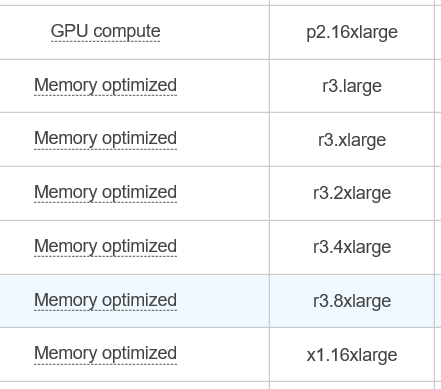 GPU compute p2.16xlarge
Memory optimized r3.large
Memory optimized r3.xlarge
Memory optimized r3.2xlarge
Memory optimized r3.4xlarge
Memory optimized r3.8xlarge
Memory optimized x1.16xlarge